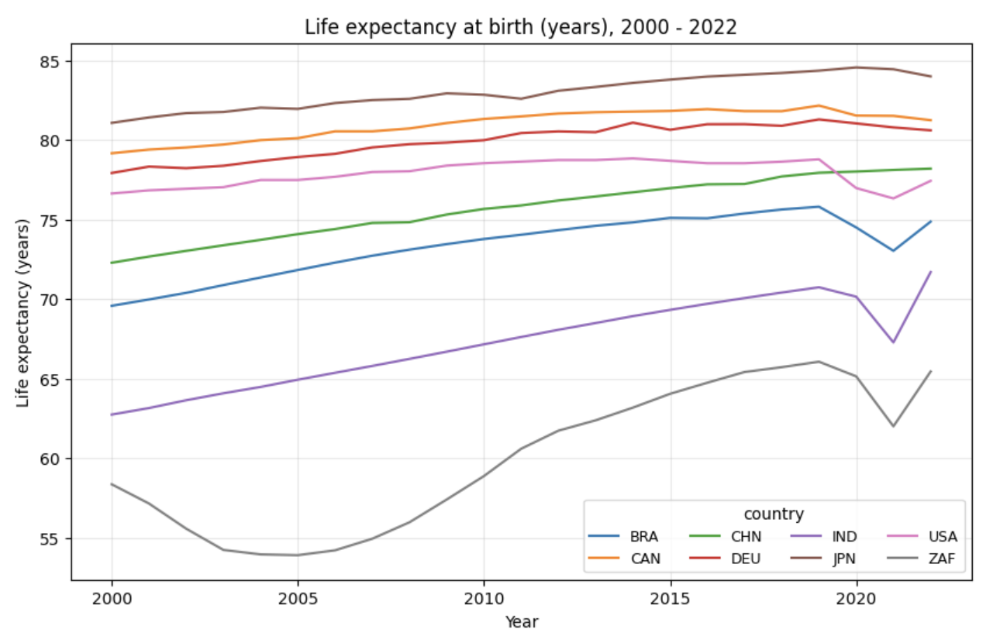 Life expectancy at birth (years), 2000 - 2022
Life expectancy (years)
85
80
75
70
65
60
55
country
BRA CHN IND USA
CAN DEU JPN ZAF
2000 2005 2010 2015 2020
Year